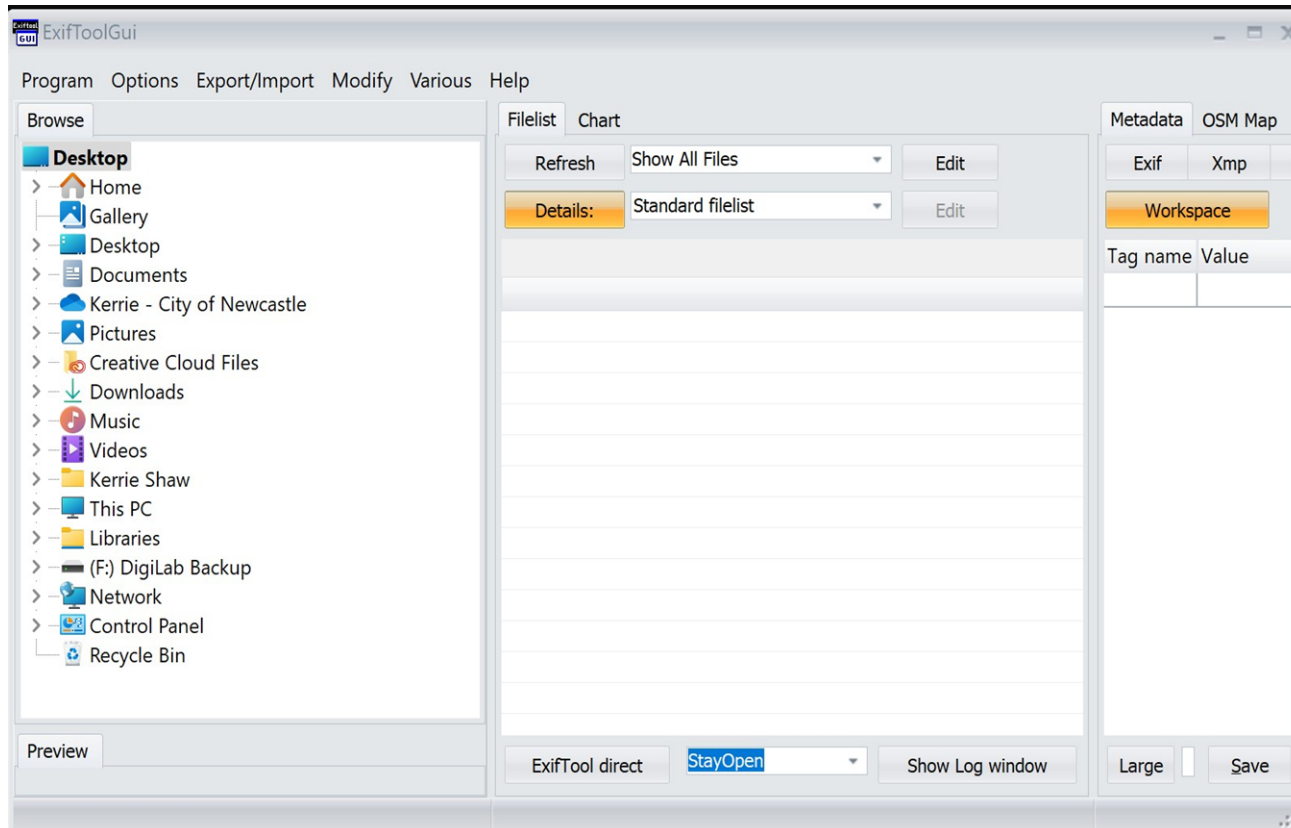 Exiftool
GUI
ExifToolGui
Program Options Export/Import Modify Various Help
Browse
Desktop
Home
Gallery
Desktop
Documents
Kerrie - City of Newcastle
Pictures
Creative Cloud Files
Downloads
Music
Videos
Kerrie Shaw
This PC
Libraries
(F:) DigiLab Backup
Network
Control Panel
Recycle Bin
Preview
Filelist Chart
Refresh Show All Files Edit
Details: Standard filelist Edit
ExifTool direct StayOpen Show Log window
Metadata OSM Map
Exif Xmp
Workspace
Tag name Value
Large Save